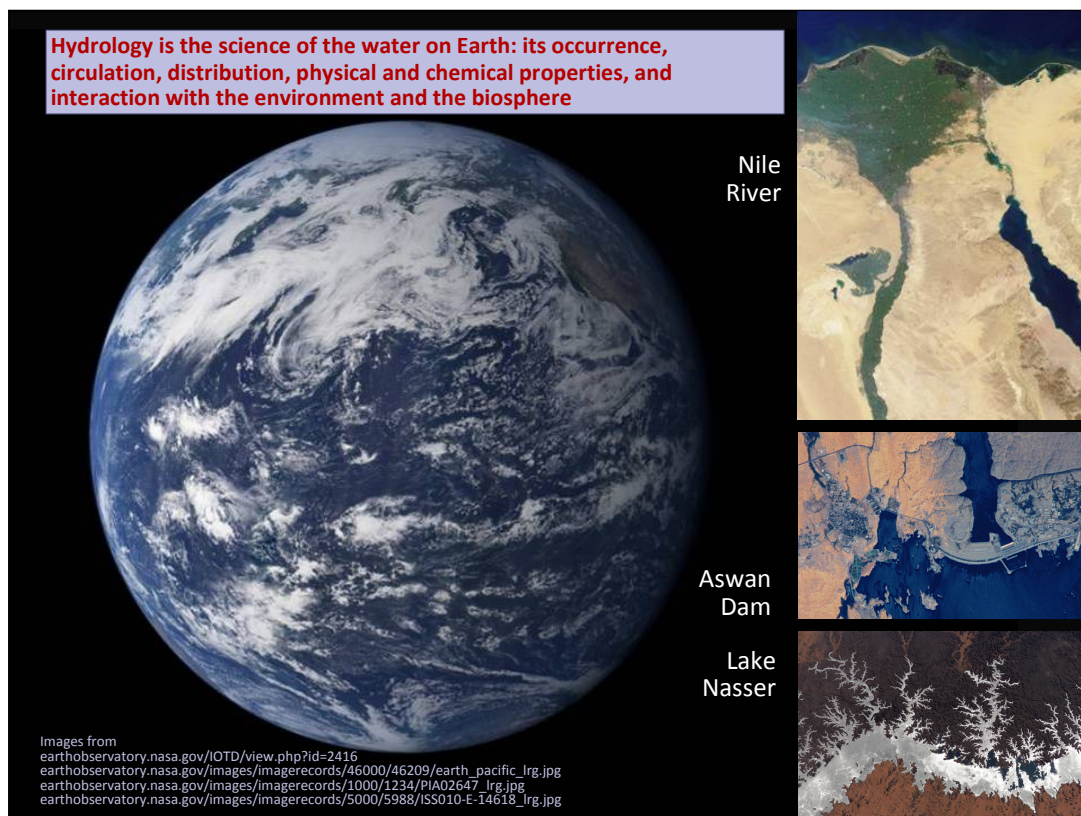 Hydrology is the science of the water on Earth: its occurrence,
circulation, distribution, physical and chemical properties, and
interaction with the environment and the biosphere
Nile
River
Aswan
Dam
Lake
Nasser
Images from
earthobservatory.nasa.gov/IOTD/view.php?id=2416
earthobservatory.nasa.gov/images/imagerecords/46000/46209/earth_pacific_lrg.jpg
earthobservatory.nasa.gov/images/imagerecords/1000/1234/PIA02647_lrg.jpg
earthobservatory.nasa.gov/images/imagerecords/5000/5988/ISS010-E-14618_lrg.jpg